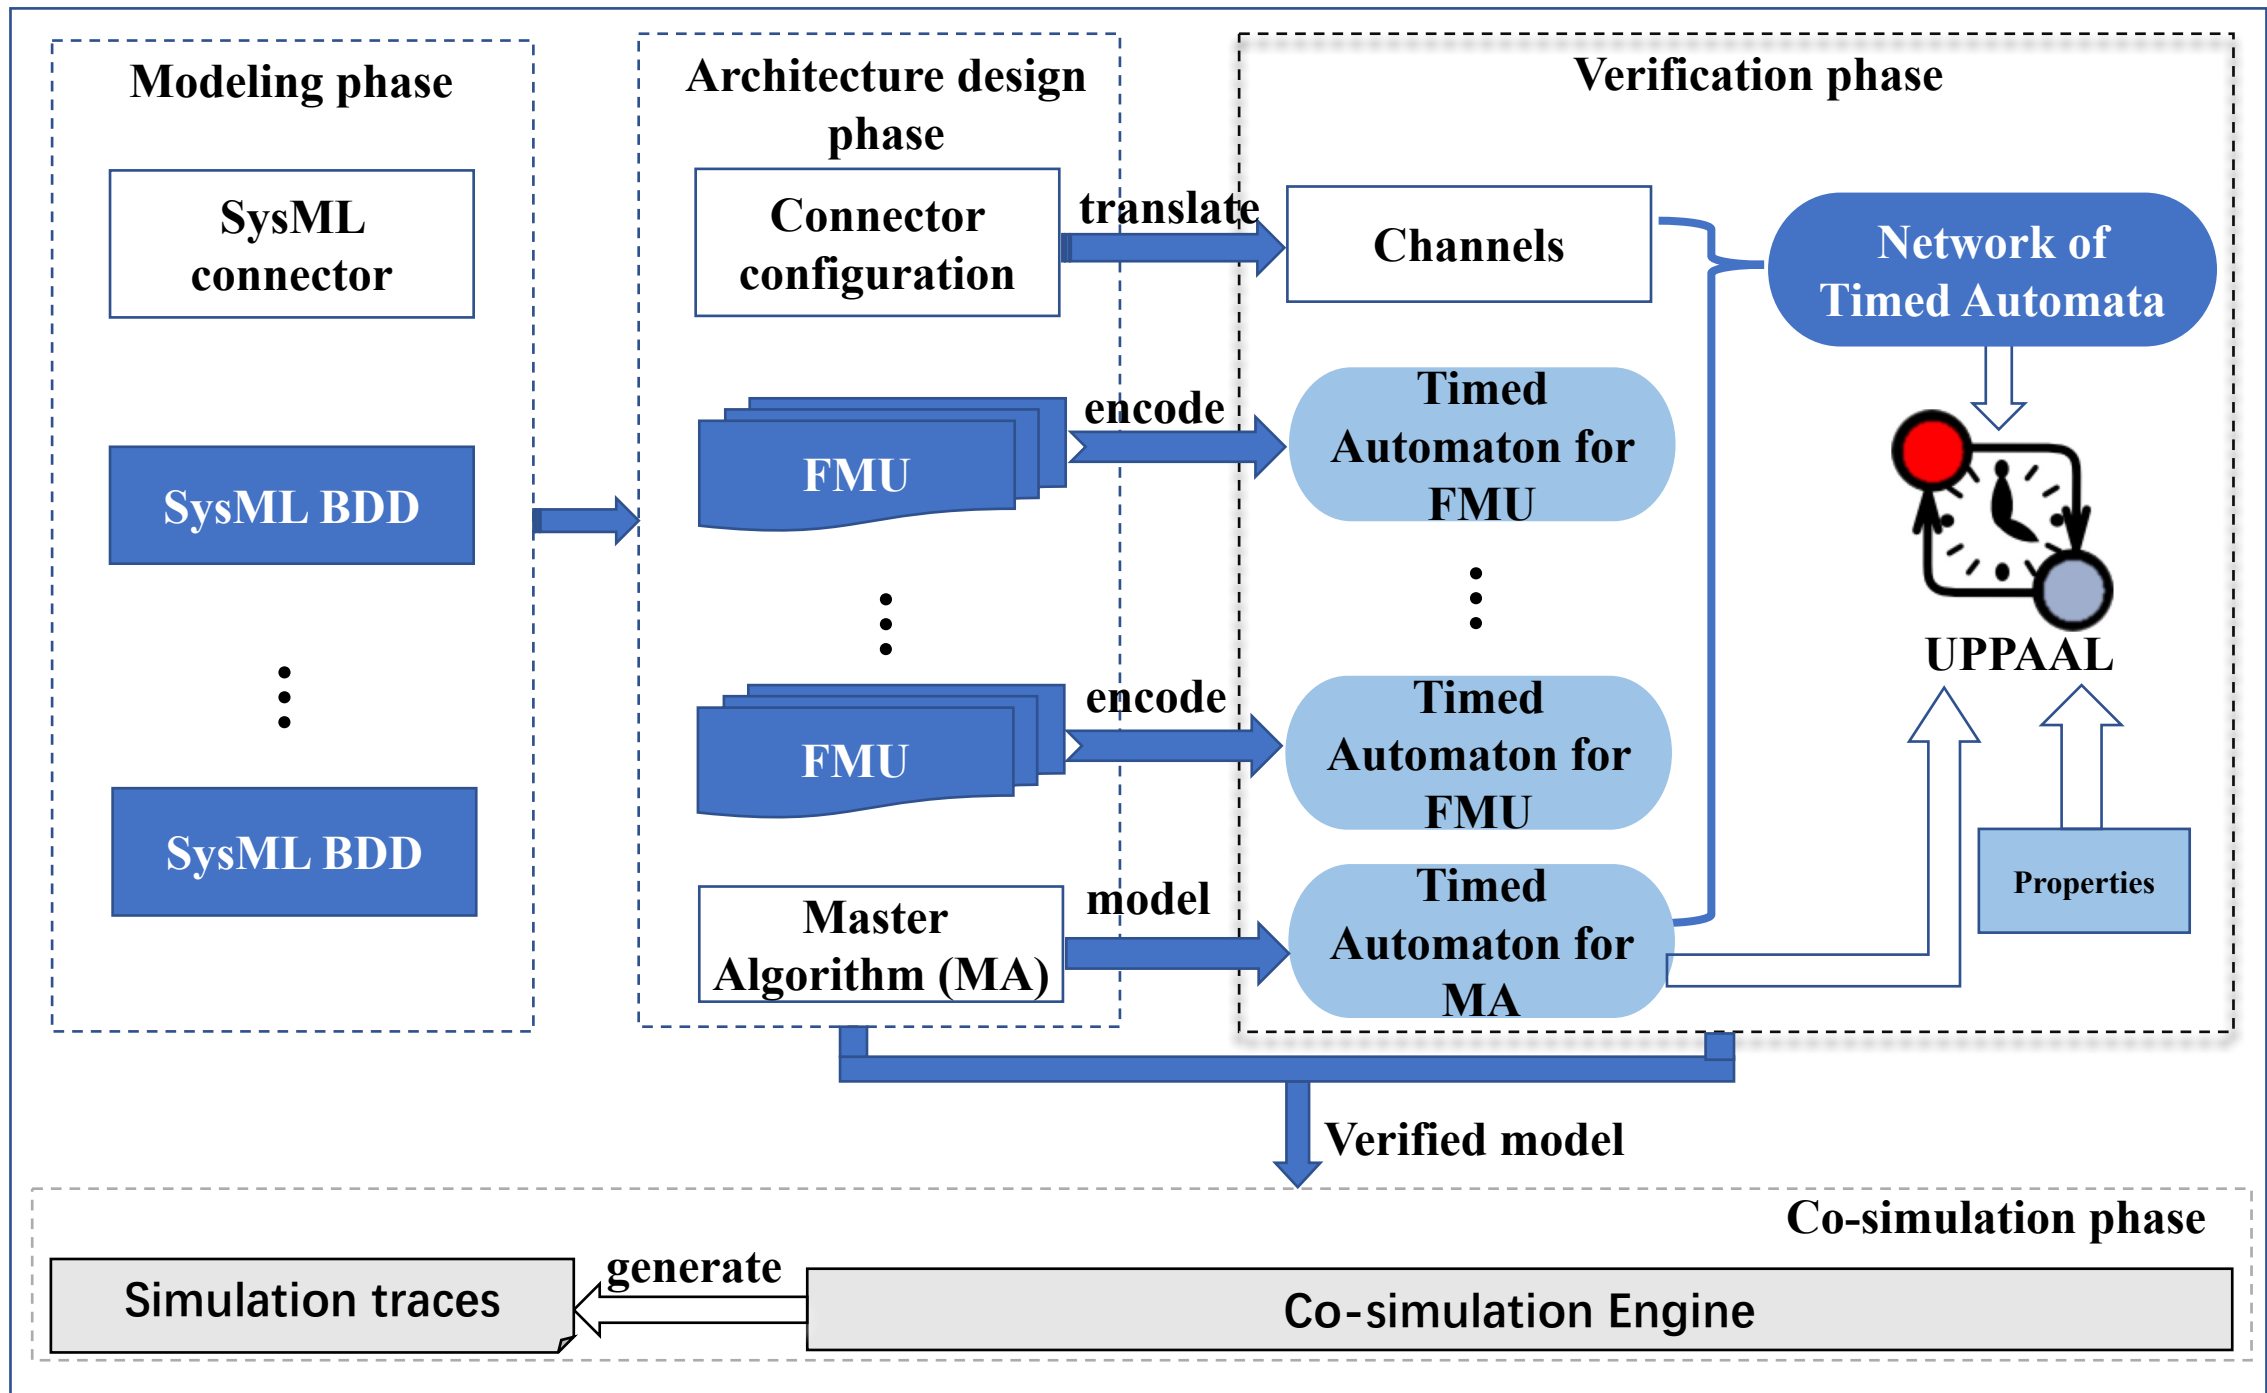 Modeling phase
SysML
connector
SysML BDD
SysML BDD
Architecture design
phase
Connector
configuration
FMU
FMU
Master
Algorithm (MA)
translate
encode
encode
model
Verification phase
Channels
Timed
Automaton for
FMU
Timed
Automaton for
FMU
Timed
Automaton for
MA
Network of
Timed Automata
UPPAAL
Properties
Verified model
Co-simulation phase
Simulation traces
generate
Co-simulation Engine